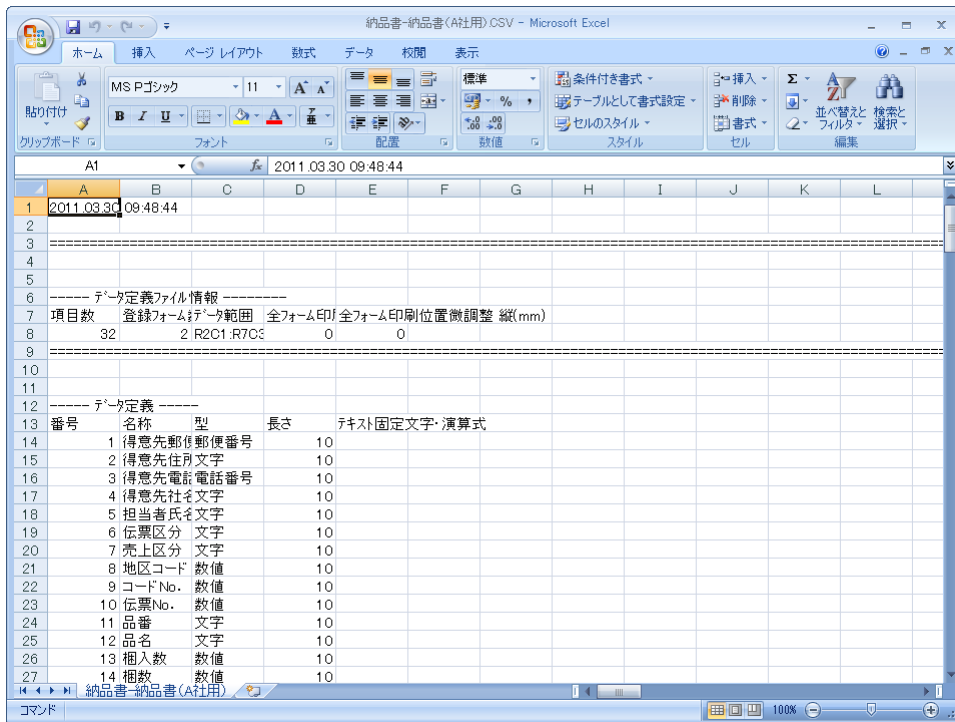 納品書-納品書(A社用).CSV - Microsoft Excel
ホーム 挿入 ページ レイアウト 数式 データ 校閲 表示
貼り付け
クリップボード
MS Pゴシック 11
B I U
フォント
配置
標準
数値
条件付き書式
テーブルとして書式設定
セルのスタイル
スタイル
挿入
削除
書式
セル
並べ替えと フィルタ
検索と 選択
編集
A1 fx 2011.03.30 09:48:44
A B C D E F G H I J K L
1 2011.03.30 09:48:44
2
3 ================================================
4
5
6 ----- データ定義ファイル情報 --------
7 項目数 登録フォーム データ範囲 全フォーム印 全フォーム印刷位置微調整 縦(mm)
8 32 2 R2C1:R7C3 0 0
9 ================================================
10
11
12 ----- データ定義 -----
13 番号 名称 型 長さ テキスト固定文字・演算式
14 1 得意先郵便 郵便番号 10
15 2 得意先住所 文字 10
16 3 得意先電話 電話番号 10
17 4 得意先社名 文字 10
18 5 担当者氏名 文字 10
19 6 伝票区分 文字 10
20 7 売上区分 文字 10
21 8 地区コード 数値 10
22 9 コードNo. 数値 10
23 10 伝票No. 数値 10
24 11 品番 文字 10
25 12 品名 文字 10
26 13 梱入数 数値 10
27 14 梱数 数値 10
納品書-納品書(A社用)
コマンド 100%